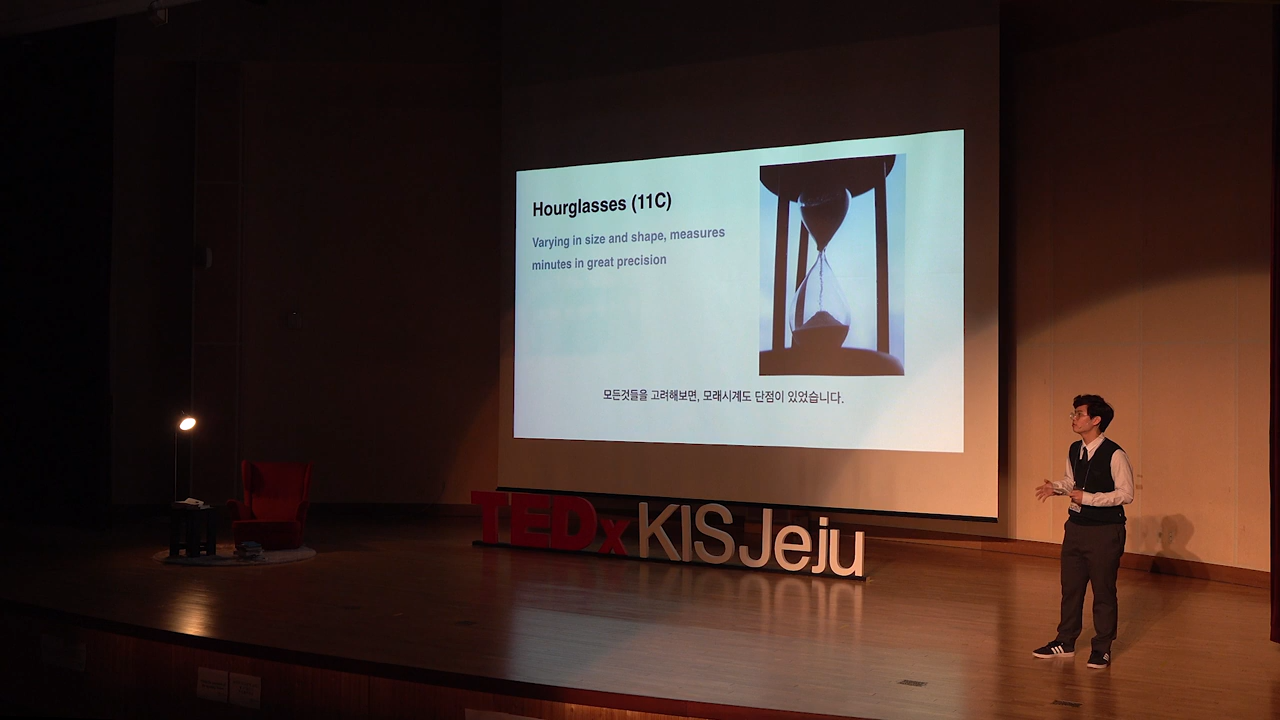 Hourglasses (11C)
Varying in size and shape, measures
minutes in great precision
모든것들을 고려해보면, 모래시계도 단점이 있었습니다.
TEDxKISJeju